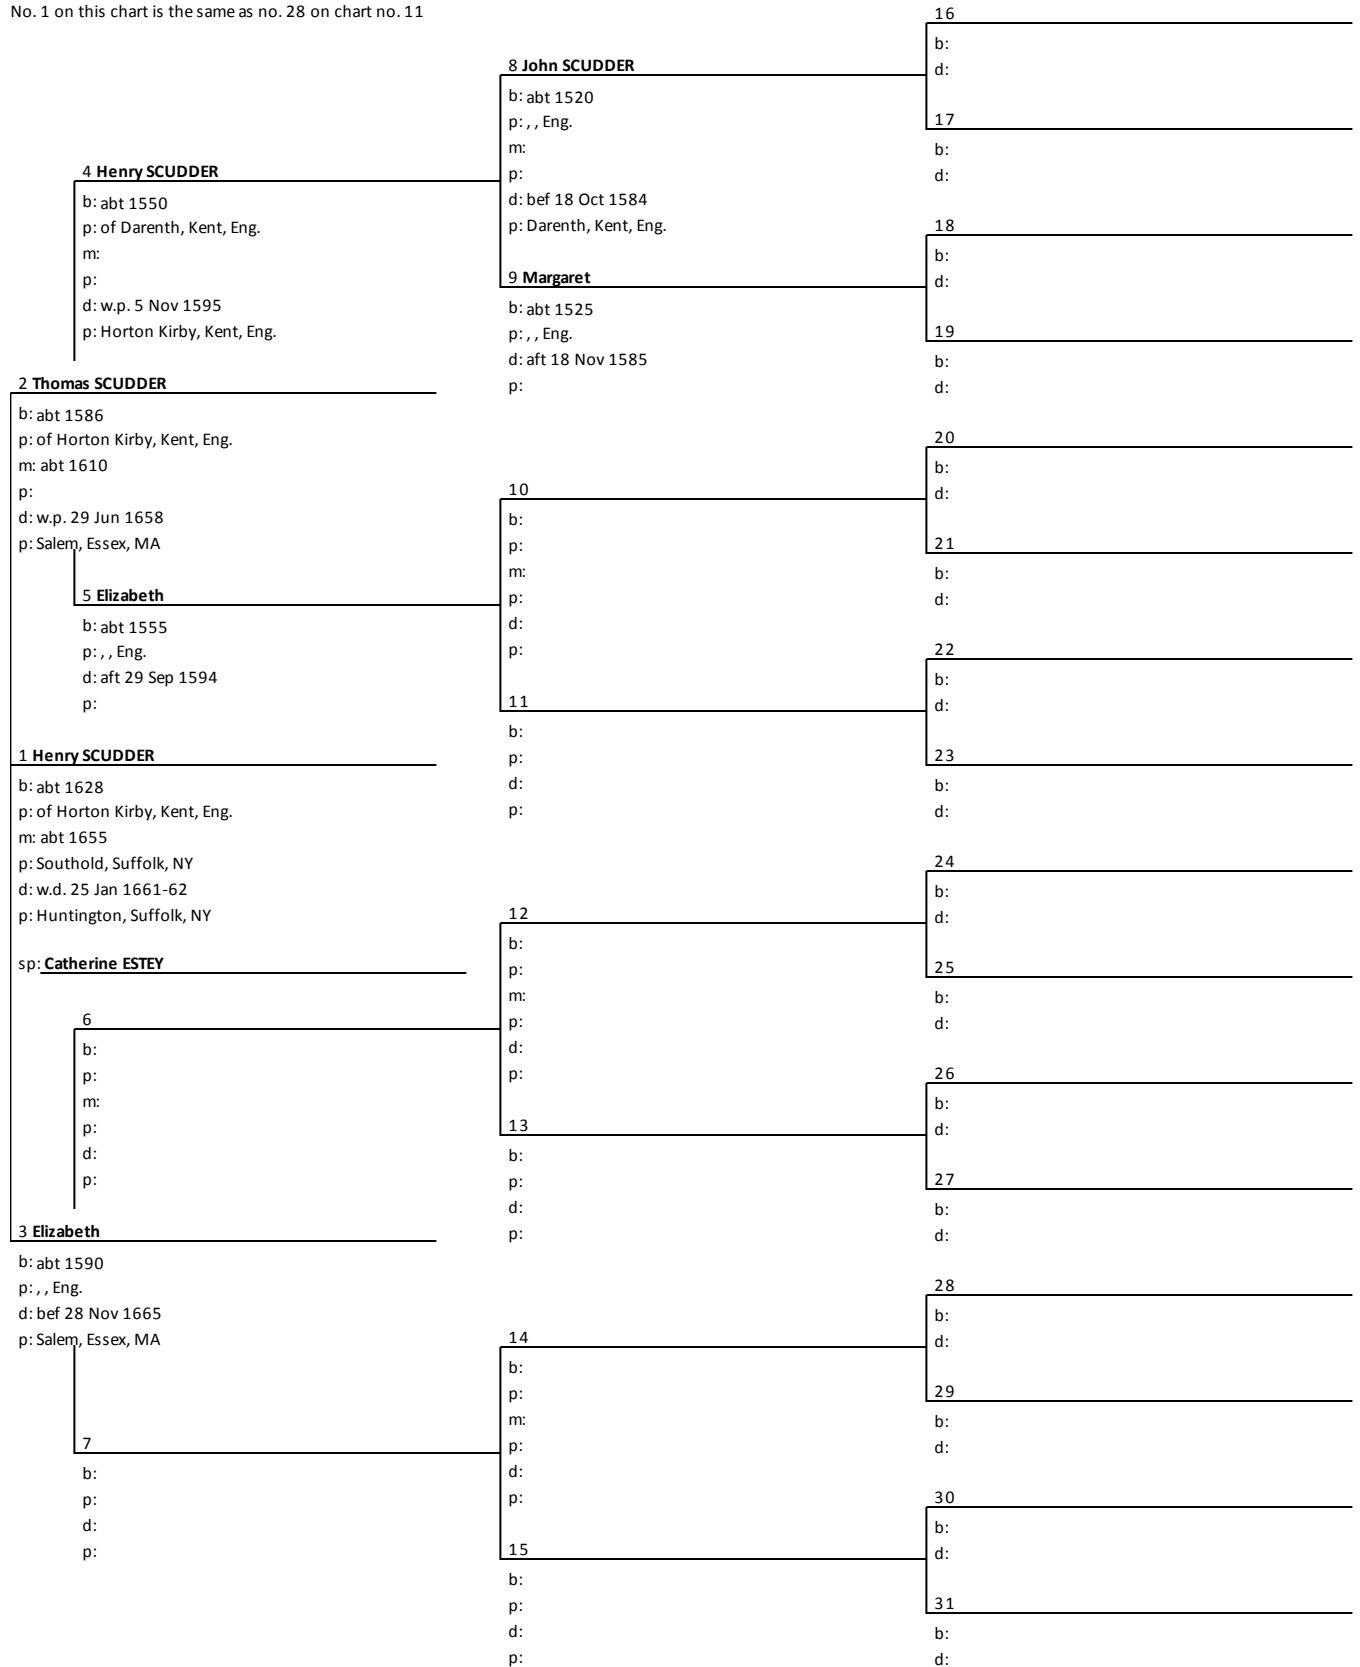 No. 1 on this chart is the same as no. 28 on chart no. 11
16
b:
d:
8 John SCUDDER
b: abt 1520
p: , , Eng.
m:
p:
d: bef 18 Oct 1584
p: Darenth, Kent, Eng.
17
b:
d:
4 Henry SCUDDER
b: abt 1550
p: of Darenth, Kent, Eng.
m:
p:
d: w.p. 5 Nov 1595
p: Horton Kirby, Kent, Eng.
18
b:
d:
9 Margaret
b: abt 1525
p: , , Eng.
d: aft 18 Nov 1585
p:
19
b:
d:
2 Thomas SCUDDER
b: abt 1586
p: of Horton Kirby, Kent, Eng.
m: abt 1610
p:
d: w.p. 29 Jun 1658
p: Salem, Essex, MA
20
b:
d:
10
b:
p:
m:
p:
d:
p:
21
b:
d:
5 Elizabeth
b: abt 1555
p: , , Eng.
d: aft 29 Sep 1594
p:
22
b:
d:
11
b:
p:
d:
p:
23
b:
d:
1 Henry SCUDDER
b: abt 1628
p: of Horton Kirby, Kent, Eng.
m: abt 1655
p: Southold, Suffolk, NY
d: w.d. 25 Jan 1661-62
p: Huntington, Suffolk, NY
sp: Catherine ESTEY
24
b:
d:
12
b:
p:
m:
p:
d:
p:
25
b:
d:
6
b:
p:
m:
p:
d:
p:
26
b:
d:
13
b:
p:
d:
p:
27
b:
d:
3 Elizabeth
b: abt 1590
p: , , Eng.
d: bef 28 Nov 1665
p: Salem, Essex, MA
28
b:
d:
14
b:
p:
m:
p:
d:
p:
29
b:
d:
7
b:
p:
d:
p:
30
b:
d:
15
b:
p:
d:
p:
31
b:
d: